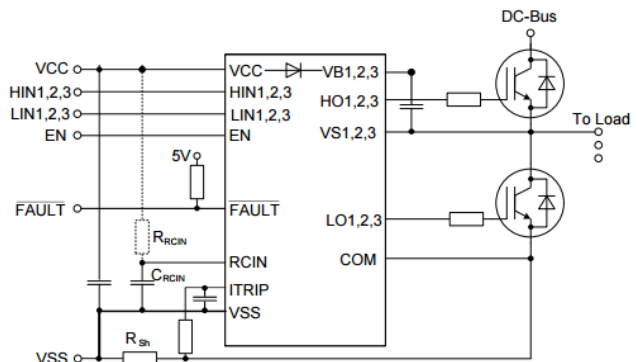 DC-Bus
VCC
VCC
VB1,2,3
HIN1,2,3
HIN1,2,3
HO1,2,3
LIN1,2,3
LIN1,2,3
VS1,2,3
To Load
EN
EN
5V
FAULT
FAULT
LO1,2,3
RRCIN
RCIN
COM
CRCIN
ITRIP
VSS
RSh
VSS